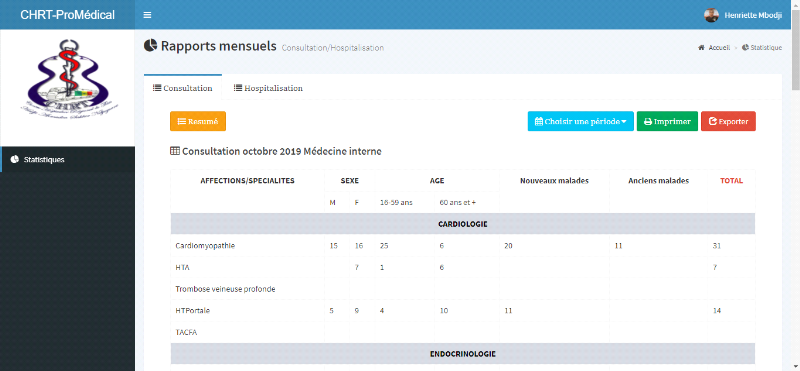 CHRT-ProMédical
Henriette Mbodji
Rapports mensuels Consultation/Hospitalisation
Accueil > Statistique
CHRT
Statistiques
Consultation Hospitalisation
Resumé Choisir une période Imprimer Exporter
Consultation octobre 2019 Médecine interne
AFFECTIONS/SPECIALITES SEXE AGE Nouveaux malades Anciens malades TOTAL
M F 16-59 ans 60 ans et +
CARDIOLOGIE
Cardiomyopathie 15 16 25 6 20 11 31
HTA 7 1 6 7
Trombose veineuse profonde
HTPortale 5 9 4 10 11 14
TACFA
ENDOCRINOLOGIE